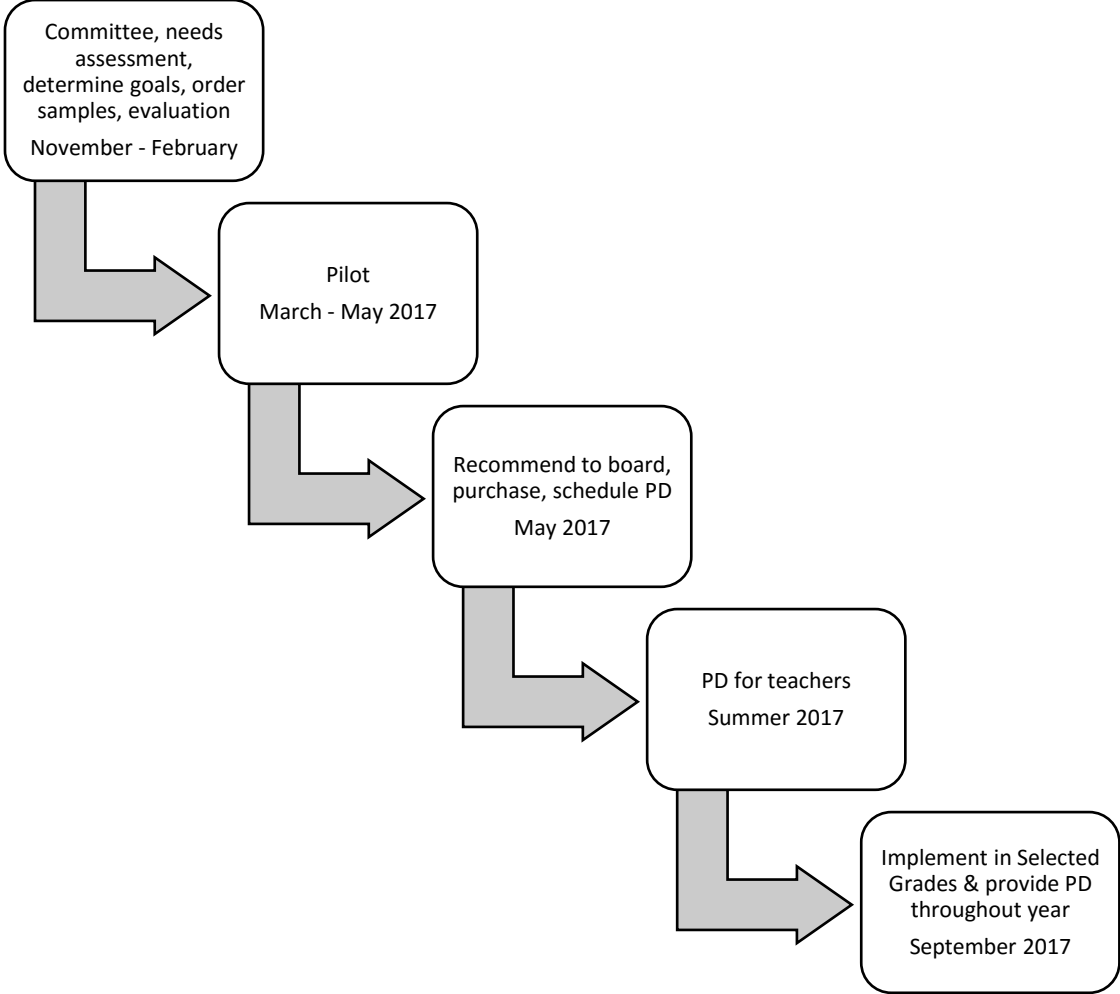 Committee, needs
assessment,
determine goals, order
samples, evaluation
November - February
Pilot
March - May 2017
Recommend to board,
purchase, schedule PD
May 2017
PD for teachers
Summer 2017
Implement in Selected
Grades & provide PD
throughout year
September 2017